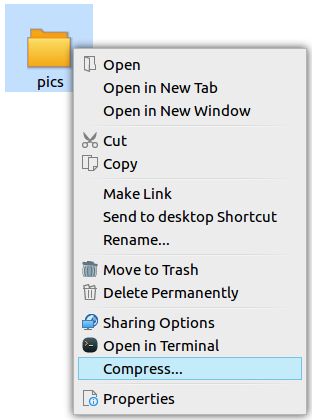 pics
Open
Open in New Tab
Open in New Window
Cut
Copy
Make Link
Send to desktop Shortcut
Rename...
Move to Trash
Delete Permanently
Sharing Options
Open in Terminal
Compress...
Properties